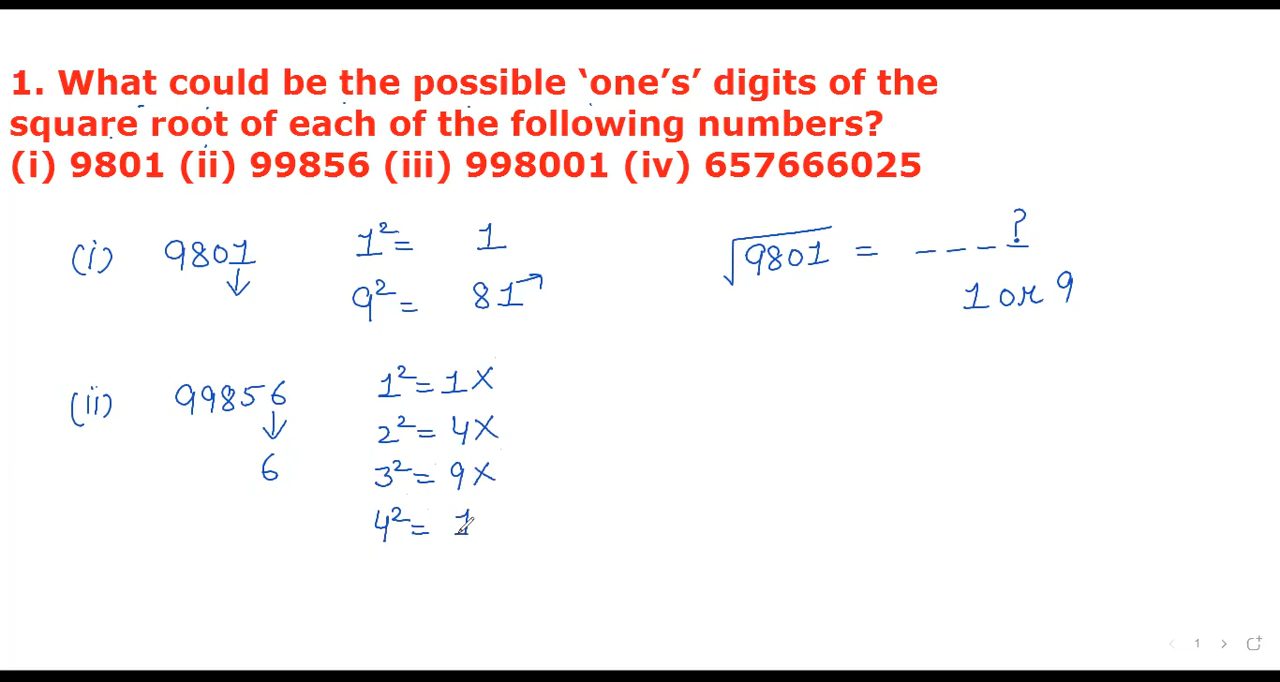 1. What could be the possible ‘one’s’ digits of the
square root of each of the following numbers?
(i) 9801 (ii) 99856 (iii) 998001 (iv) 657666025
(i) 9801 1² = 1 √9801 = ----?
9² = 81 1 or 9
(ii) 99856 1² = 1 X
2² = 4 X
6 3² = 9 X
4² = 1
1